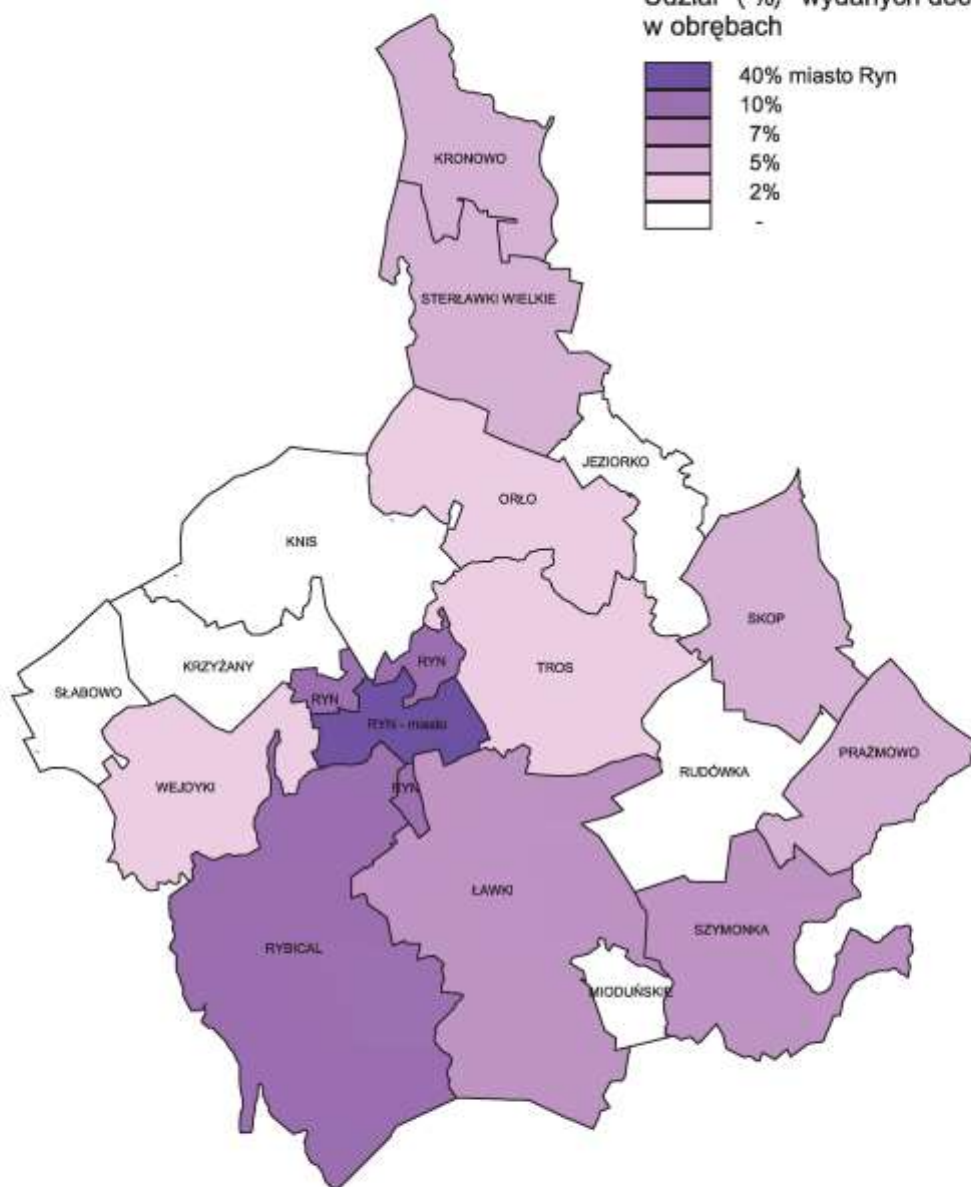 w obrębach
40% miasto Ryn
10%
7%
5%
2%
-
KRONOWO
STERŁAWKI WIELKIE
JEZIORKO
ORŁO
KNIS
SKOP
KRZYŻANY
RYN
TROS
SŁABOWO
RYN
RYN - miasto
PRAŻMOWO
RUDÓWKA
WEJDYKI
RYN
ŁAWKI
SZYMONKA
RYBICAL
MIODUŃSKIE